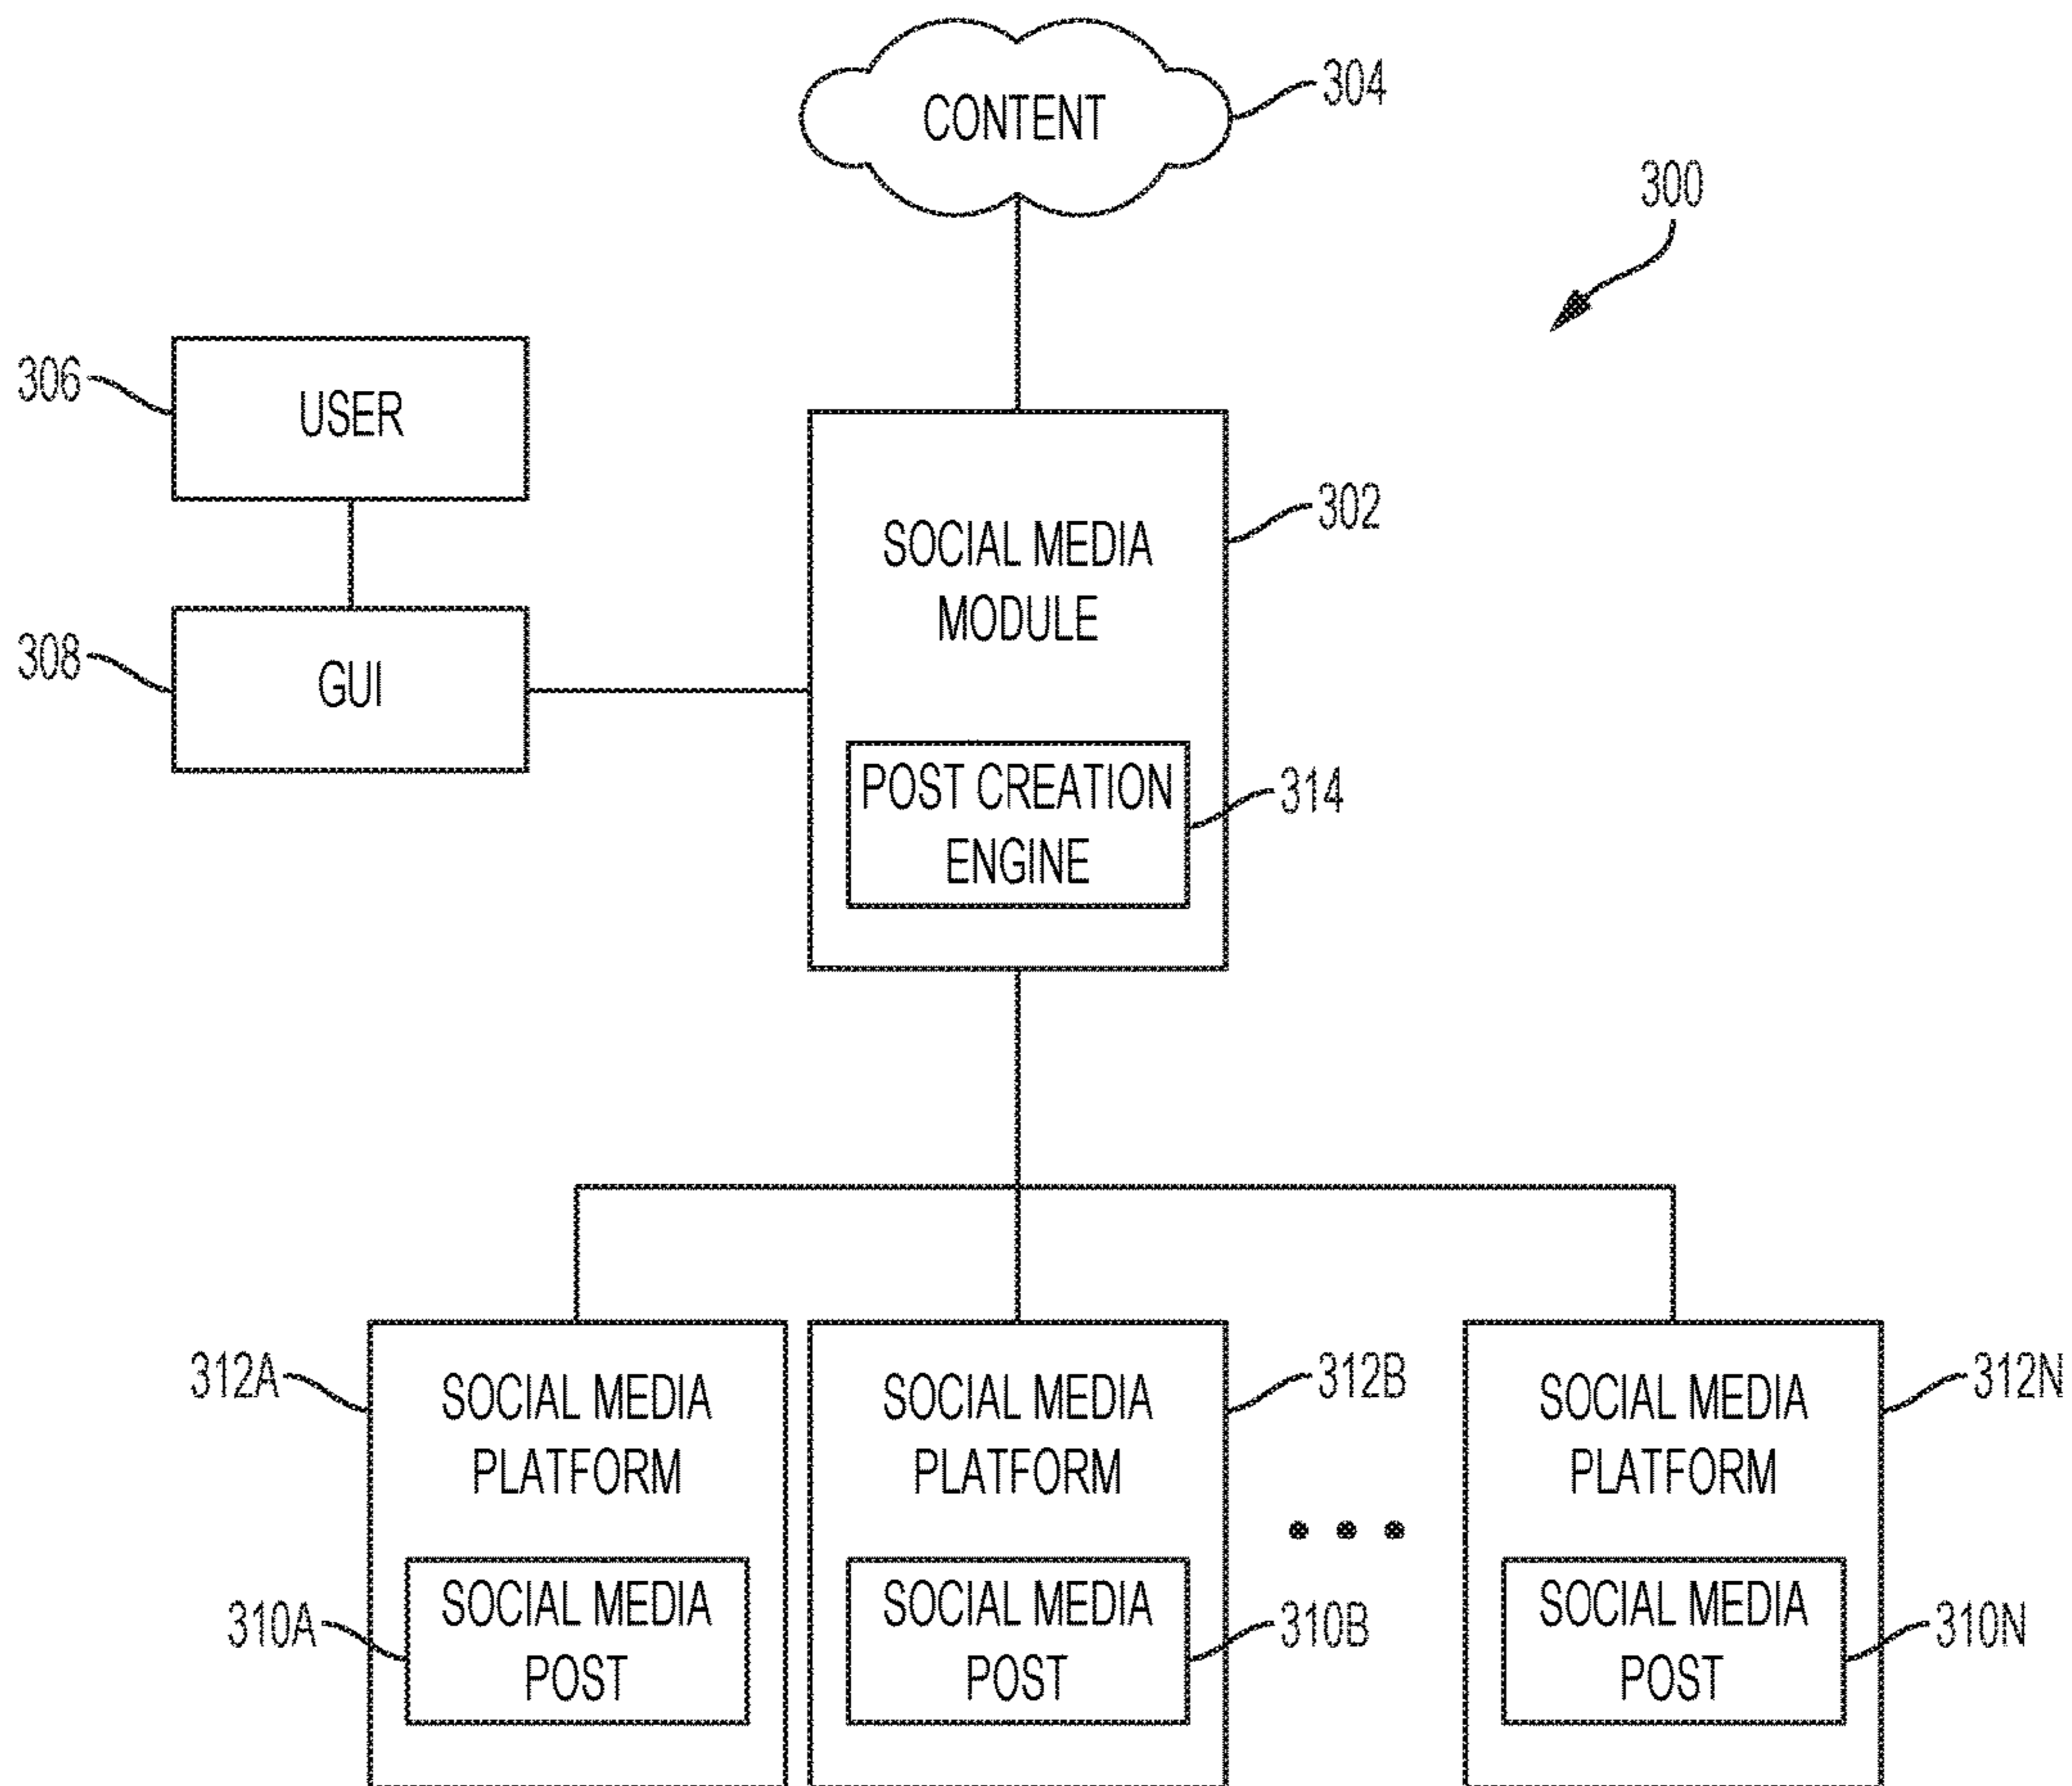 CONTENT
304
300
306
USER
302
SOCIAL MEDIA
MODULE
308
GUI
POST CREATION
ENGINE
314
312A
SOCIAL MEDIA
PLATFORM
SOCIAL MEDIA
PLATFORM
312B
SOCIAL MEDIA
PLATFORM
312N
310A
SOCIAL MEDIA
POST
SOCIAL MEDIA
POST
310B
SOCIAL MEDIA
POST
310N